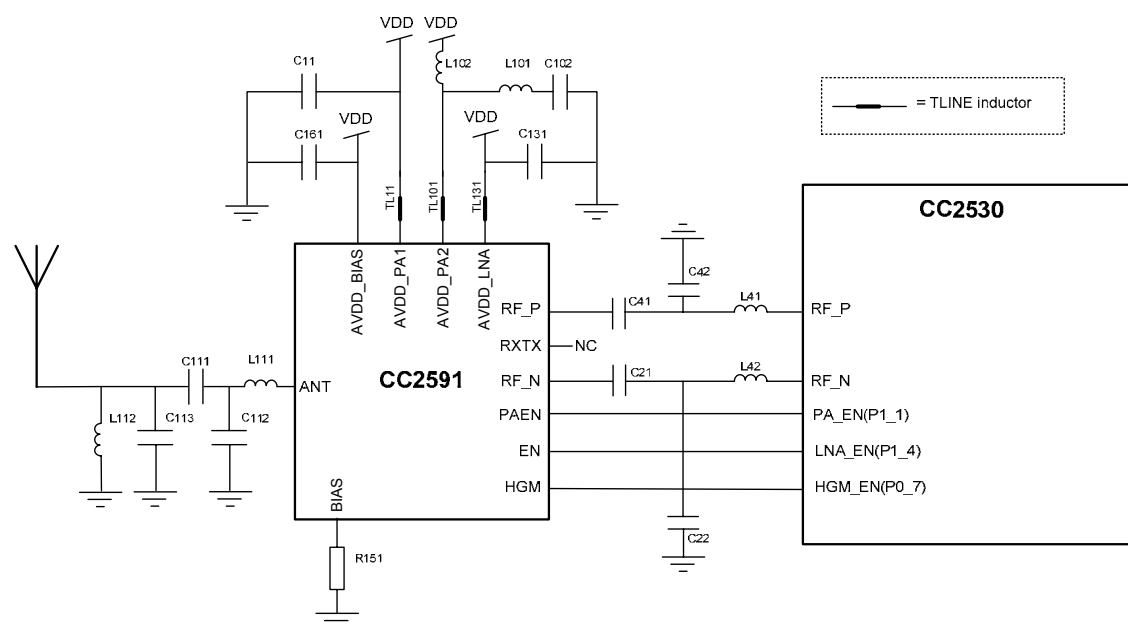 VDD
VDD
C11
L102
L101
C102
= TLINE inductor
VDD
VDD
C161
C131
TL11
TL101
TL131
CC2530
AVDD_BIAS
AVDD_PA1
AVDD_PA2
AVDD_LNA
C42
RF_P
C41
L41
RF_P
RXTX
NC
C111
L111
ANT
CC2591
RF_N
C21
L42
RF_N
L112
C113
C112
PAEN
PA_EN(P1_1)
EN
LNA_EN(P1_4)
BIAS
HGM
HGM_EN(P0_7)
C22
R151